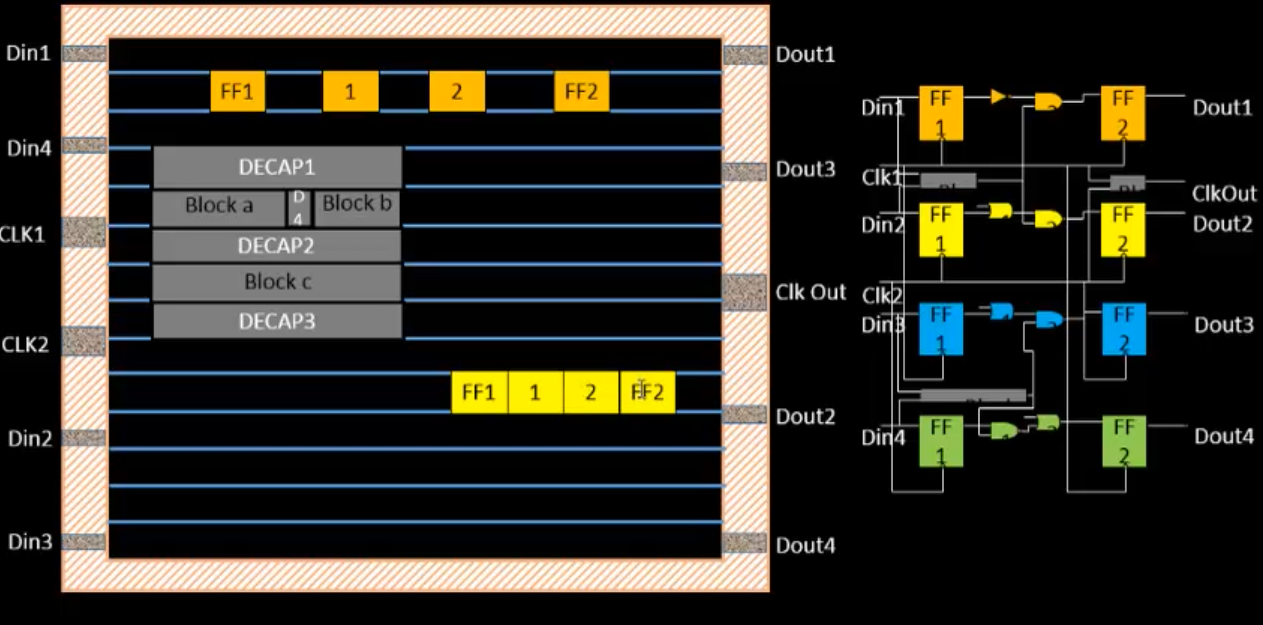 Din1
Din4
CLK1
CLK2
Din2
Din3
FF1 1 2 FF2
DECAP1
Block a
D
4
Block b
DECAP2
Block c
DECAP3
FF1 1 2 FF2
Dout1
Dout3
Clk Out
Dout2
Dout4
Din1
FF
1
FF
2
Dout1
Clk1
ClkOut
Din2
FF
1
FF
2
Dout2
Clk2
Din3
FF
1
FF
2
Dout3
Din4
FF
1
FF
2
Dout4